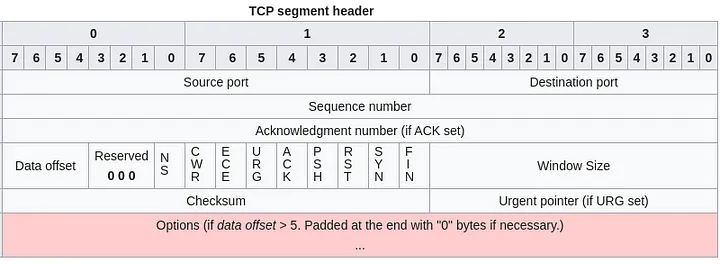 TCP segment header
0 1 2 3
7 6 5 4 3 2 1 0 7 6 5 4 3 2 1 0 7 6 5 4 3 2 1 0 7 6 5 4 3 2 1 0
Source port Destination port
Sequence number
Acknowledgment number (if ACK set)
Data offset Reserved 0 0 0 NS CWR ECE URG ACK PSH RST SYN FIN Window Size
Checksum Urgent pointer (if URG set)
Options (if data offset > 5. Padded at the end with "0" bytes if necessary.)
...